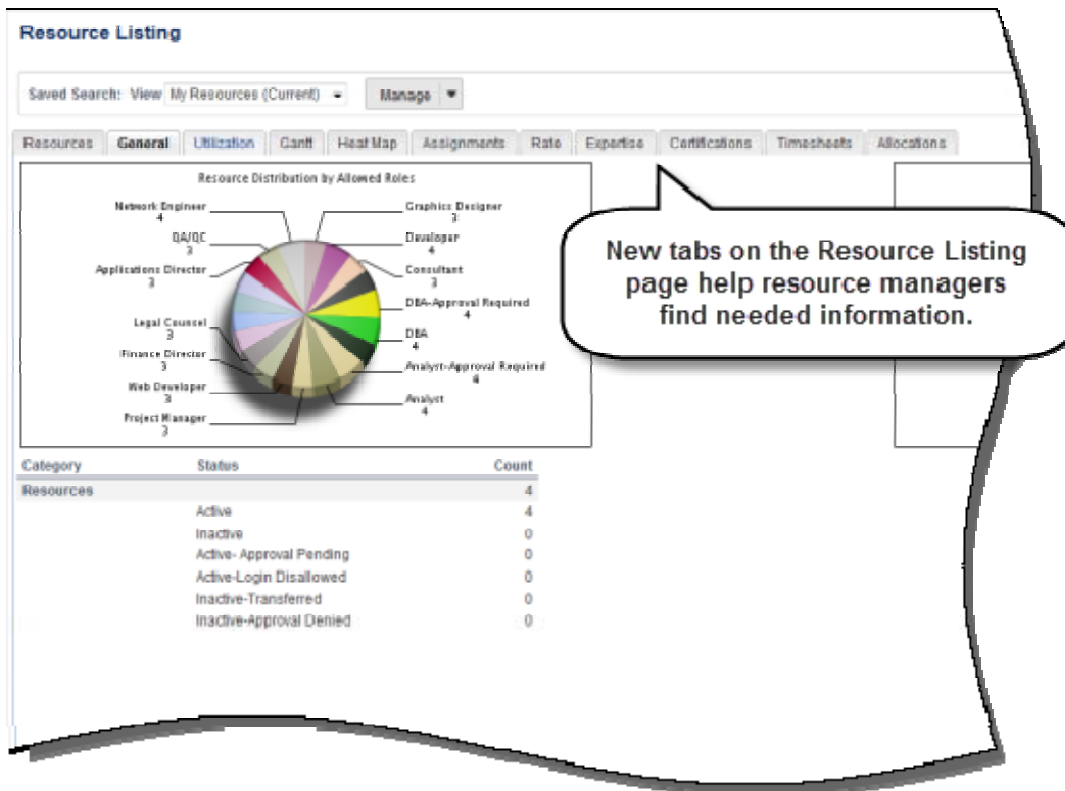 Resource Listing
Saved Search: View My Resources (Current) Manage
Resources General Utilization Gantt Heat Map Assignments Rate Expertise Certifications Timesheets Allocations
Resource Distribution by Allowed Roles
Network Engineer
4
QA/QC
3
Applications Director
3
Legal Counsel
3
Finance Director
3
Web Developer
3
Project Manager
3
Graphics Designer
3
Developer
4
Consultant
3
DBA-Approval Required
4
DBA
4
Analyst-Approval Required
Analyst
4
New tabs on the Resource Listing
page help resource managers
find needed information.
Category Status Count
Resources 4
Active 4
Inactive 0
Active- Approval Pending 0
Active-Login Disallowed 0
Inactive-Transferred 0
Inactive-Approval Denied 0